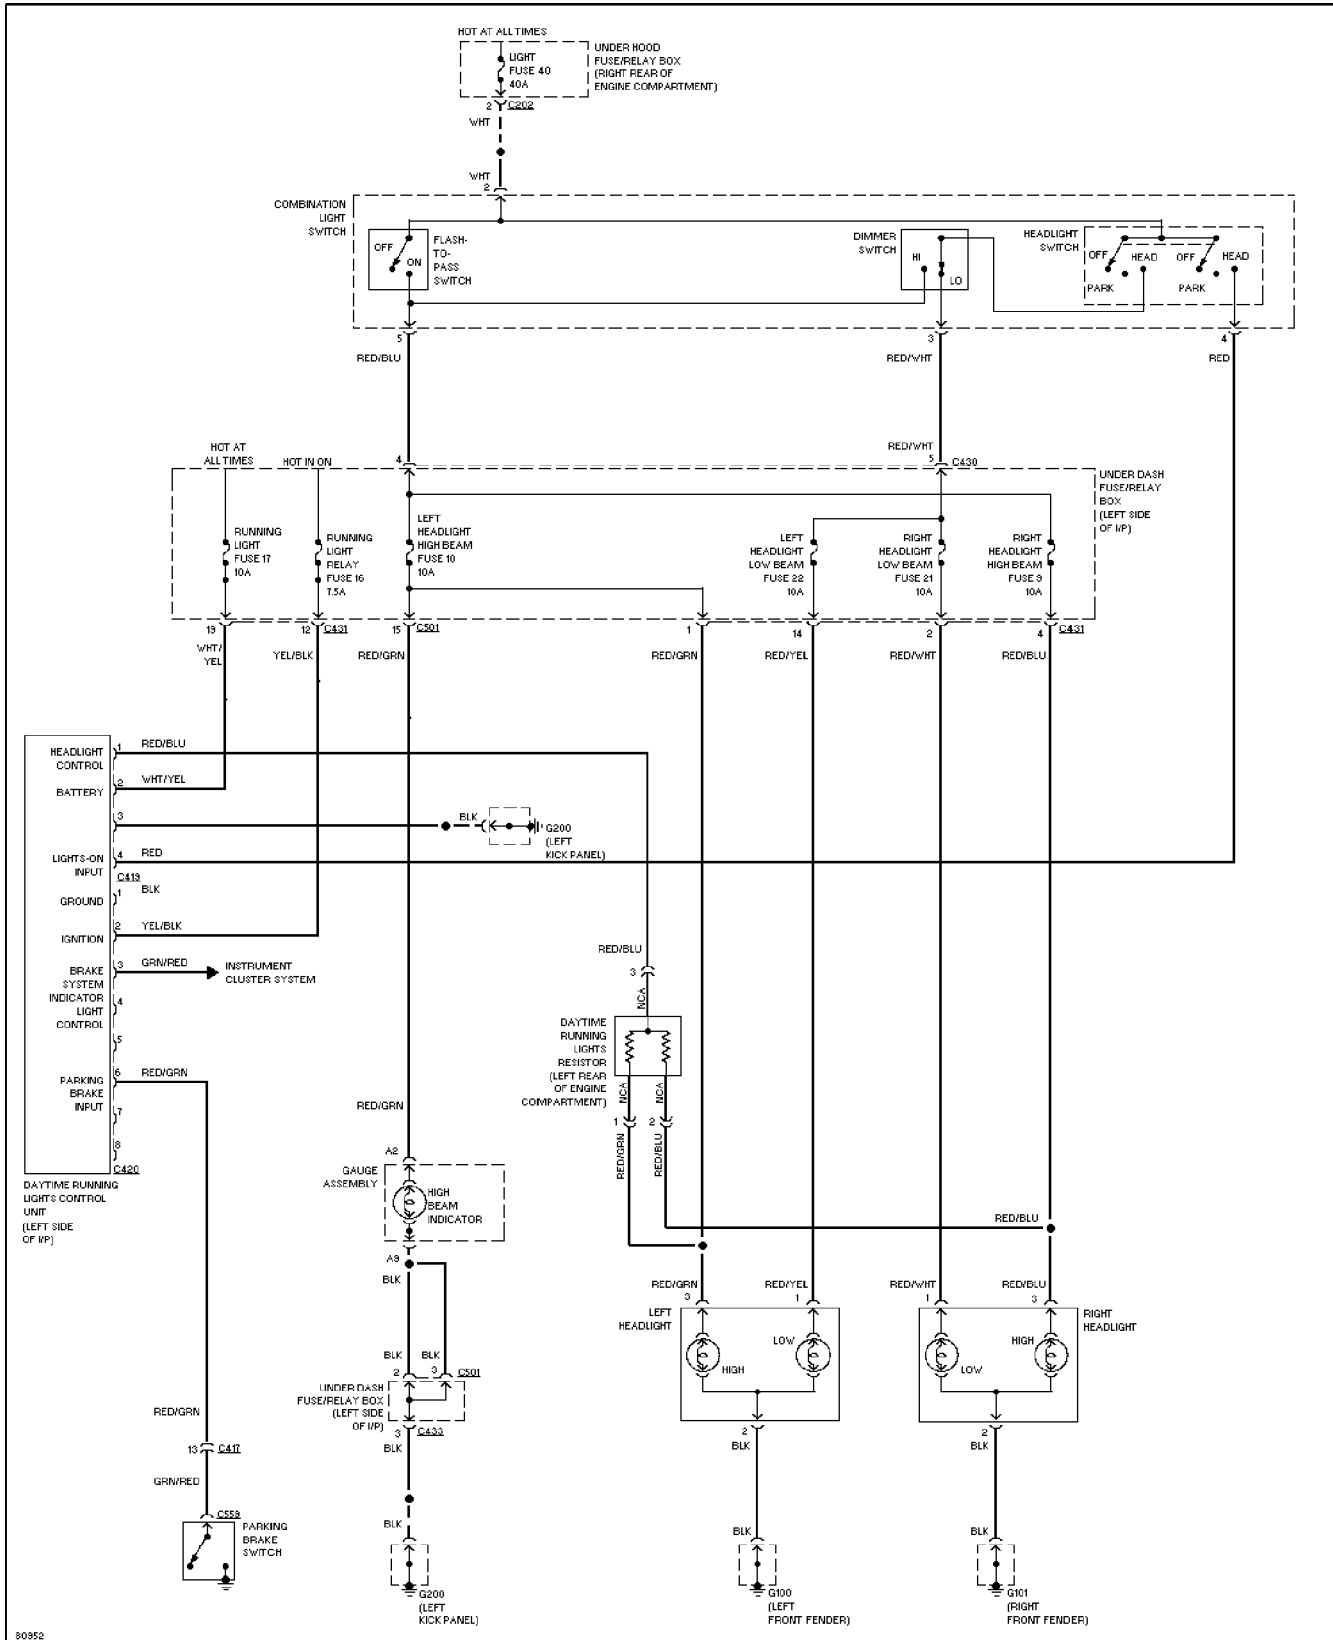 HOT AT ALL TIMES
LIGHT
FUSE 40
40A
UNDER HOOD
FUSE/RELAY BOX
(RIGHT REAR OF
ENGINE COMPARTMENT)
2
C202
WHT
WHT
2
COMBINATION
LIGHT
SWITCH
OFF
ON
FLASH-
TO-
PASS
SWITCH
DIMMER
SWITCH
HI
LO
HEADLIGHT
SWITCH
OFF
HEAD
OFF
HEAD
PARK
PARK
5
3
4
RED/BLU
RED/WHT
RED
HOT AT
ALL TIMES
HOT IN ON
4
RED/WHT
5
C430
UNDER DASH
FUSE/RELAY
BOX
(LEFT SIDE
OF I/P)
RUNNING
LIGHT
FUSE 17
10A
RUNNING
LIGHT
RELAY
FUSE 16
7.5A
LEFT
HEADLIGHT
HIGH BEAM
FUSE 10
10A
LEFT
HEADLIGHT
LOW BEAM
FUSE 22
10A
RIGHT
HEADLIGHT
LOW BEAM
FUSE 21
10A
RIGHT
HEADLIGHT
HIGH BEAM
FUSE 9
10A
19
12
C431
15
C501
1
14
2
4
C431
WHT/
YEL
YEL/BLK
RED/GRN
RED/GRN
RED/YEL
RED/WHT
RED/BLU
HEADLIGHT
CONTROL
1
RED/BLU
BATTERY
2
WHT/YEL
3
BLK
G200
(LEFT
KICK PANEL)
LIGHTS-ON
INPUT
4
RED
C419
GROUND
1
BLK
IGNITION
2
YEL/BLK
BRAKE
SYSTEM
INDICATOR
LIGHT
CONTROL
3
GRN/RED
INSTRUMENT
CLUSTER SYSTEM
4
5
PARKING
BRAKE
INPUT
6
RED/GRN
7
8
C420
DAYTIME RUNNING
LIGHTS CONTROL
UNIT
(LEFT SIDE
OF I/P)
RED/BLU
3
NCA
DAYTIME
RUNNING
LIGHTS
RESISTOR
(LEFT REAR
OF ENGINE
COMPARTMENT)
NCA
NCA
1
2
RED/GRN
RED/BLU
RED/GRN
A2
GAUGE
ASSEMBLY
HIGH
BEAM
INDICATOR
A9
BLK
RED/BLU
RED/GRN
3
RED/YEL
1
RED/WHT
1
RED/BLU
3
LEFT
HEADLIGHT
HIGH
LOW
LOW
HIGH
RIGHT
HEADLIGHT
BLK
BLK
2
3
C501
UNDER DASH
FUSE/RELAY BOX
(LEFT SIDE
OF I/P)
3
C433
BLK
2
BLK
2
BLK
RED/GRN
13
C417
GRN/RED
C559
PARKING
BRAKE
SWITCH
BLK
BLK
BLK
G200
(LEFT
KICK PANEL)
G100
(LEFT
FRONT FENDER)
G101
(RIGHT
FRONT FENDER)
80952